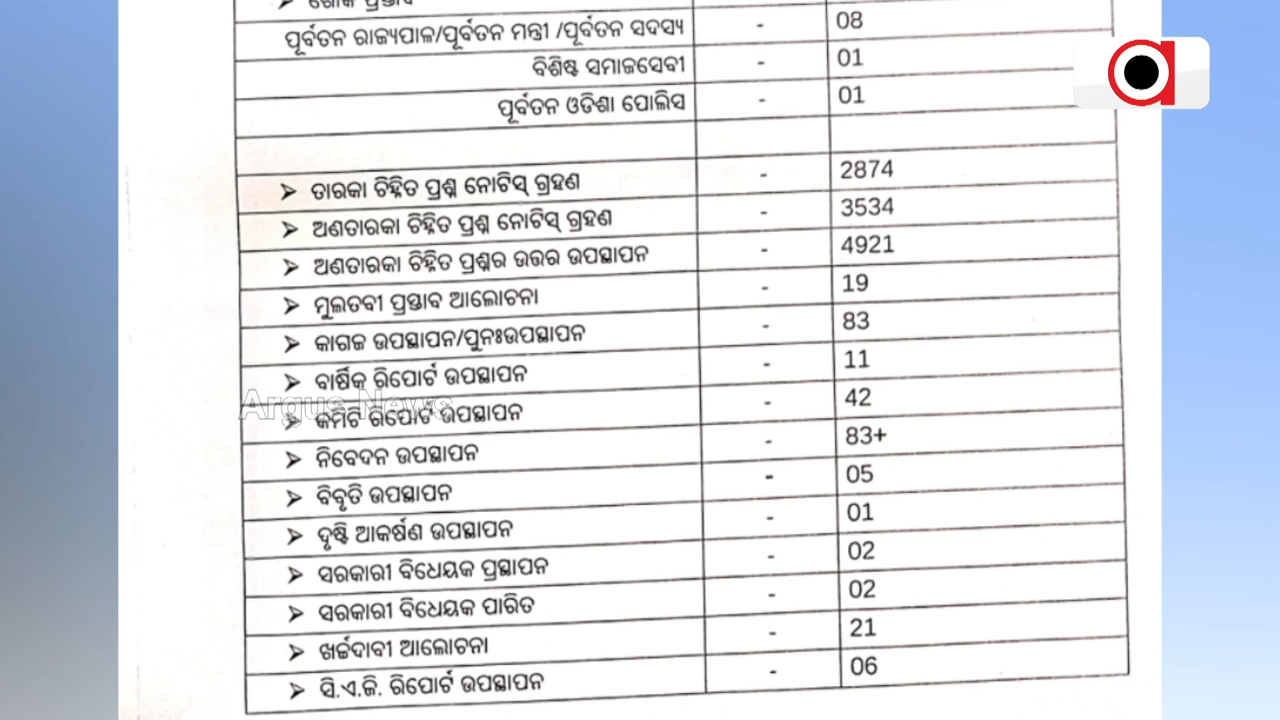 ➤ ଶୋକ ପ୍ରସ୍ତାବ
ପୂର୍ବତନ ରାଜ୍ୟପାଳ/ପୂର୍ବତନ ମନ୍ତ୍ରୀ /ପୂର୍ବତନ ସଦସ୍ୟ - 08
ବିଶିଷ୍ଟ ସମାଜସେବୀ - 01
ପୂର୍ବତନ ଓଡିଶା ପୋଲିସ - 01
➤ ତାରକା ଚିହ୍ନିତ ପ୍ରଶ୍ନ ନୋଟିସ୍ ଗ୍ରହଣ - 2874
➤ ଅଣତାରକା ଚିହ୍ନିତ ପ୍ରଶ୍ନ ନୋଟିସ୍ ଗ୍ରହଣ - 3534
➤ ଅଣତାରକା ଚିହ୍ନିତ ପ୍ରଶ୍ନର ଉତ୍ତର ଉପସ୍ଥାପନ - 4921
➤ ମୁଲତବୀ ପ୍ରସ୍ତାବ ଆଲୋଚନା - 19
➤ କାଗଜ ଉପସ୍ଥାପନ/ପୁନଃଉପସ୍ଥାପନ - 83
➤ ବାର୍ଷିକ ରିପୋର୍ଟ ଉପସ୍ଥାପନ - 11
➤ କମିଟି ରିପୋର୍ଟ ଉପସ୍ଥାପନ - 42
Argus News
➤ ନିବେଦନ ଉପସ୍ଥାପନ - 83+
➤ ବିବୃତି ଉପସ୍ଥାପନ - 05
➤ ଦୃଷ୍ଟି ଆକର୍ଷଣ ଉପସ୍ଥାପନ - 01
➤ ସରକାରୀ ବିଧେୟକ ପ୍ରସ୍ଥାପନ - 02
➤ ସରକାରୀ ବିଧେୟକ ପାରିତ - 02
➤ ଖର୍ଚ୍ଚଦାବୀ ଆଲୋଚନା - 21
➤ ସି.ଏ.ଜି. ରିପୋର୍ଟ ଉପସ୍ଥାପନ - 06